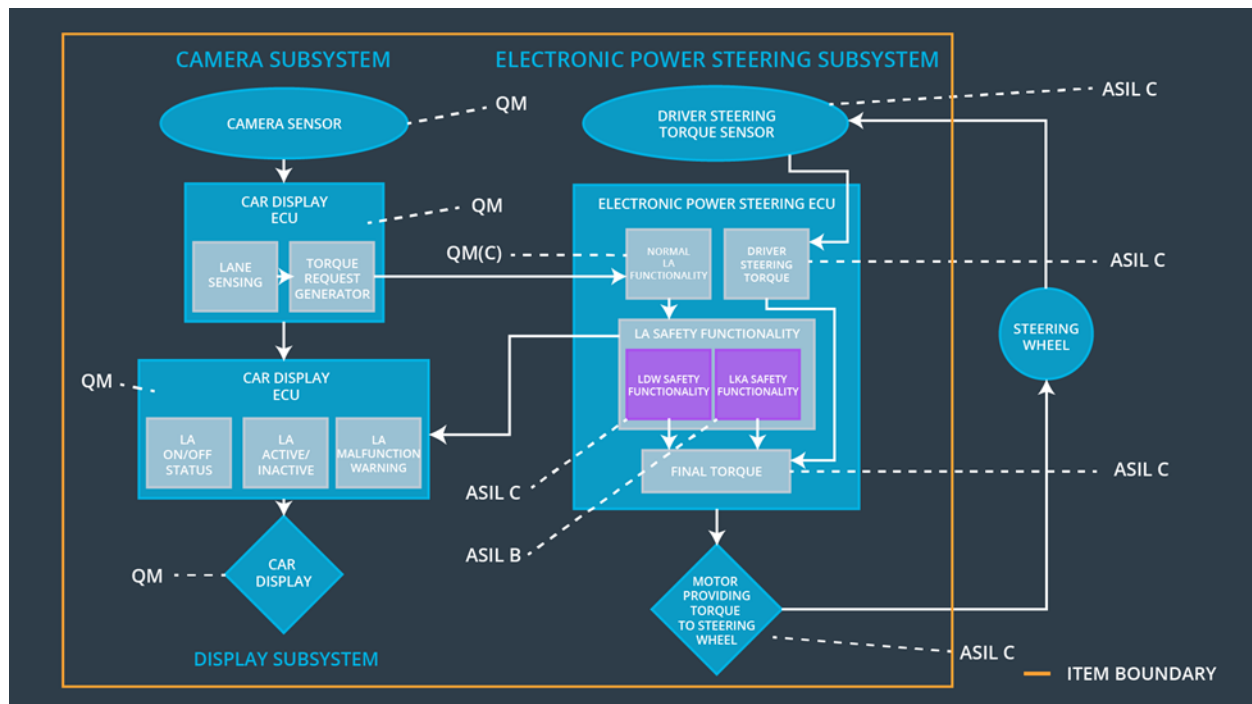 CAMERA SUBSYSTEM
ELECTRONIC POWER STEERING SUBSYSTEM
CAMERA SENSOR
QM
DRIVER STEERING
TORQUE SENSOR
ASIL C
CAR DISPLAY
ECU
QM
LANE
SENSING
TORQUE
REQUEST
GENERATOR
ELECTRONIC POWER STEERING ECU
QM(C)
NORMAL
LA
FUNCTIONALITY
DRIVER
STEERING
TORQUE
ASIL C
LA SAFETY FUNCTIONALITY
LDW SAFETY
FUNCTIONALITY
LKA SAFETY
FUNCTIONALITY
STEERING
WHEEL
CAR DISPLAY
ECU
QM
LA
ON/OFF
STATUS
LA
ACTIVE/
INACTIVE
LA
MALFUNCTION
WARNING
FINAL TORQUE
ASIL C
ASIL C
ASIL B
QM
CAR
DISPLAY
MOTOR
PROVIDING
TORQUE
TO STEERING
WHEEL
ASIL C
DISPLAY SUBSYSTEM
ITEM BOUNDARY